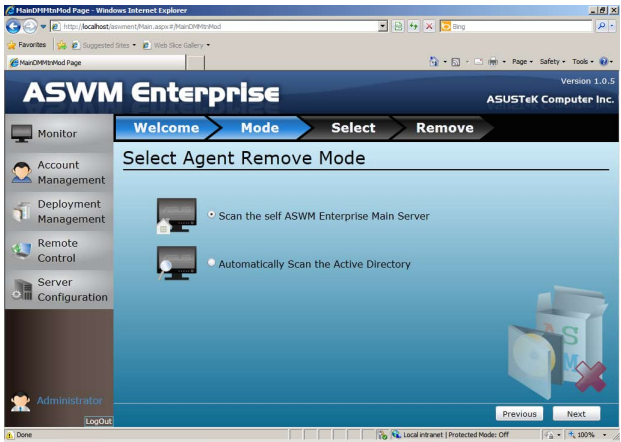 MainDMMtnMod Page - Windows Internet Explorer
http://localhost/aswment/Main.aspx#/MainDMMtnMod
Bing
Favorites
Suggested Sites
Web Slice Gallery
MainDMMtnMod Page
Page
Safety
Tools
ASWM Enterprise
Version 1.0.5
ASUSTeK Computer Inc.
Welcome
Mode
Select
Remove
Monitor
Account
Management
Deployment
Management
Remote
Control
Server
Configuration
Select Agent Remove Mode
Scan the self ASWM Enterprise Main Server
Automatically Scan the Active Directory
Administrator
LogOut
Previous
Next
Done
Local intranet | Protected Mode: Off
100%